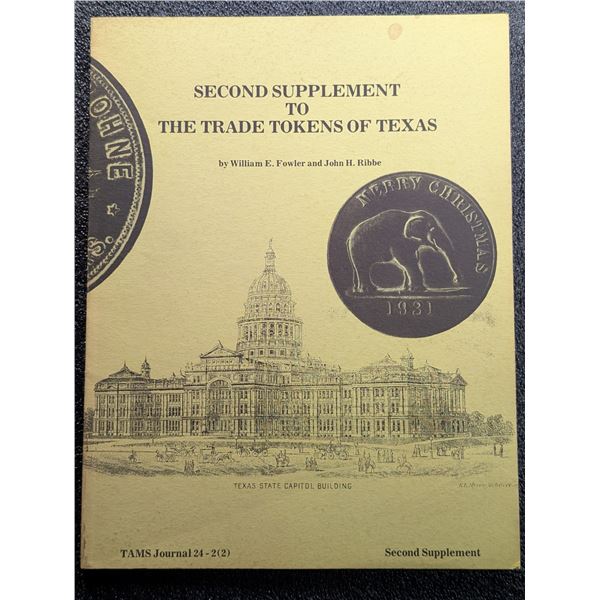 SECOND SUPPLEMENT
TO
THE TRADE TOKENS OF TEXAS
by William E. Fowler and John H. Ribbe
OHNE
S.
MERRY CHRISTMAS
1931
TEXAS STATE CAPITOL BUILDING
TAMS Journal 24 - 2(2)
Second Supplement